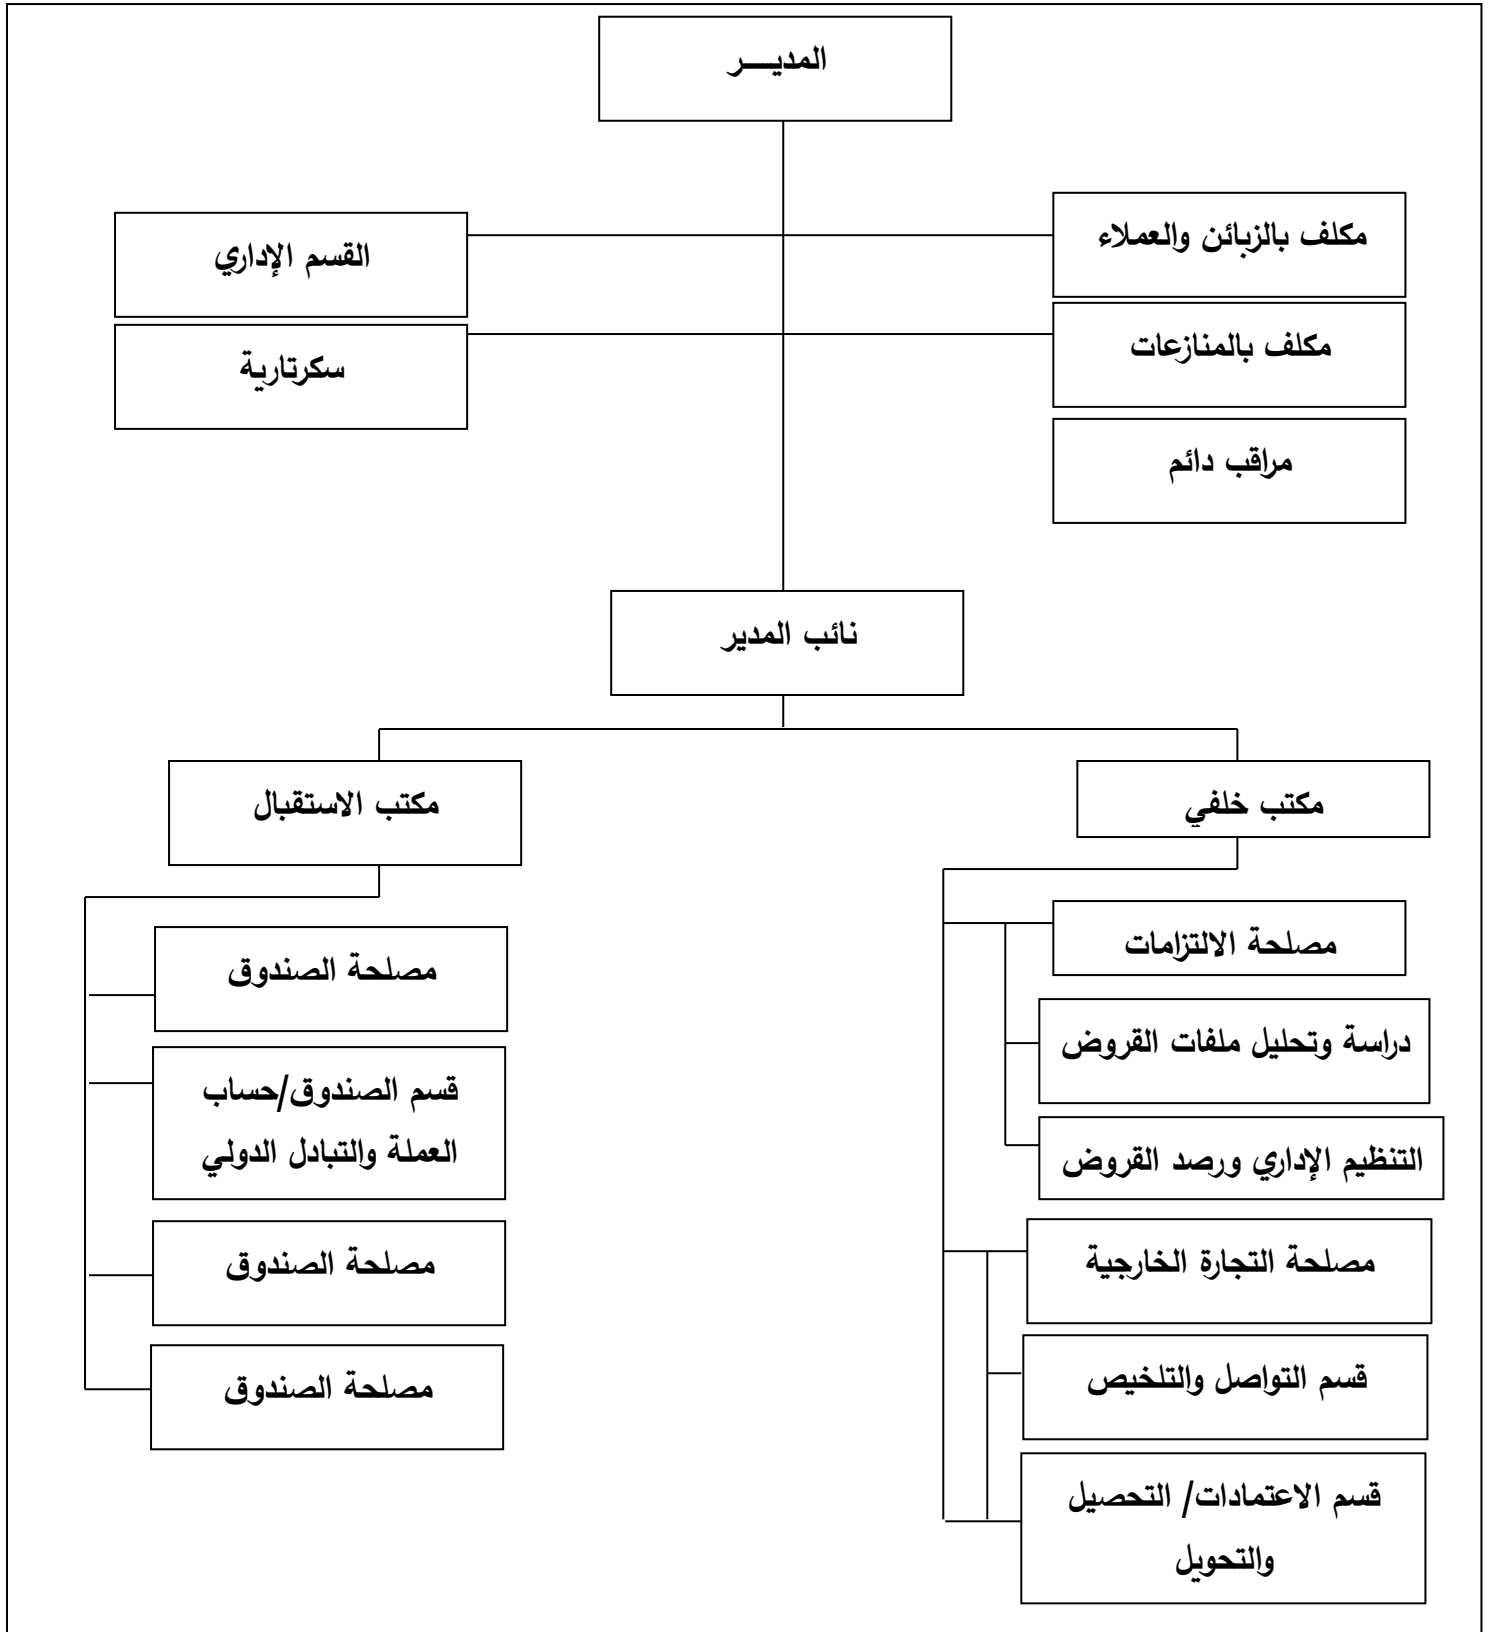 المديـــر
مكلف بالزبائن والعملاء
القسم الإداري
مكلف بالمنازعات
سكرتارية
مراقب دائم
نائب المدير
مكتب خلفي
مكتب الاستقبال
مصلحة الالتزامات
دراسة وتحليل ملفات القروض
التنظيم الإداري ورصد القروض
مصلحة التجارة الخارجية
قسم التواصل والتلخيص
قسم الاعتمادات/ التحصيل
والتحويل
مصلحة الصندوق
قسم الصندوق/حساب
العملة والتبادل الدولي
مصلحة الصندوق
مصلحة الصندوق